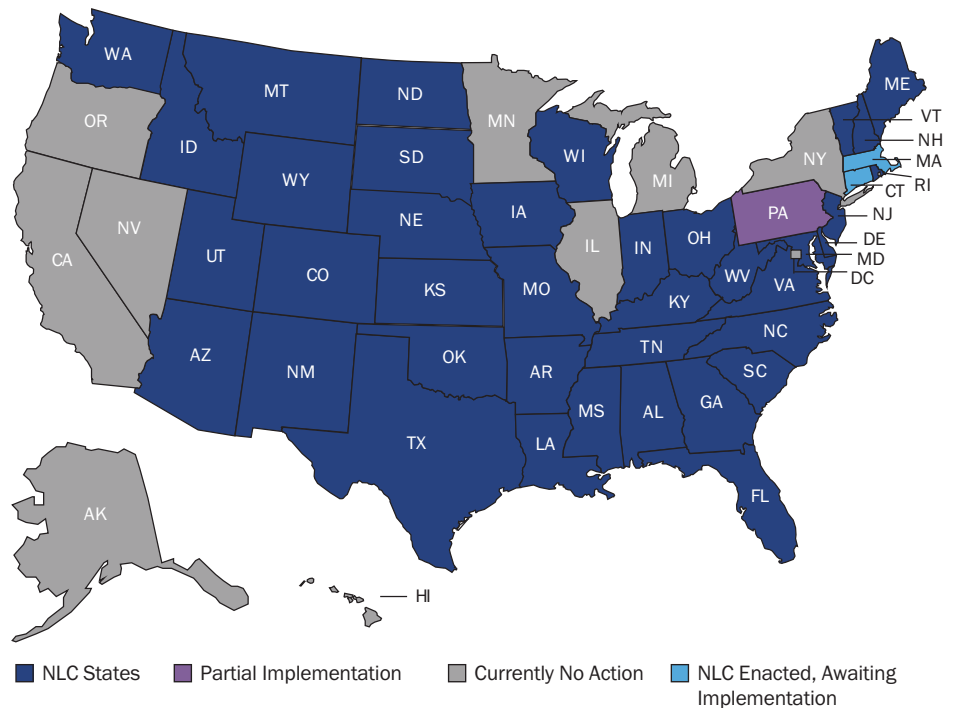 WA
MT
ND
MN
ME
VT
OR
NH
ID
SD
WI
NY
MA
WY
MI
RI
CT
IA
PA
NJ
NE
NV
OH
DE
UT
IL
IN
MD
CA
CO
WV
DC
KS
MO
VA
KY
NC
TN
AZ
OK
NM
AR
SC
MS
AL
GA
TX
LA
FL
AK
HI
NLC States
Partial Implementation
Currently No Action
NLC Enacted, Awaiting
Implementation